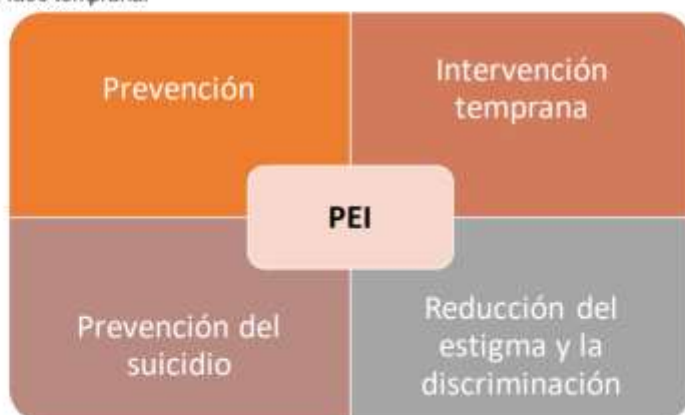 Prevención
Intervención
temprana
PEI
Prevención del
suicidio
Reducción del
estigma y la
discriminación